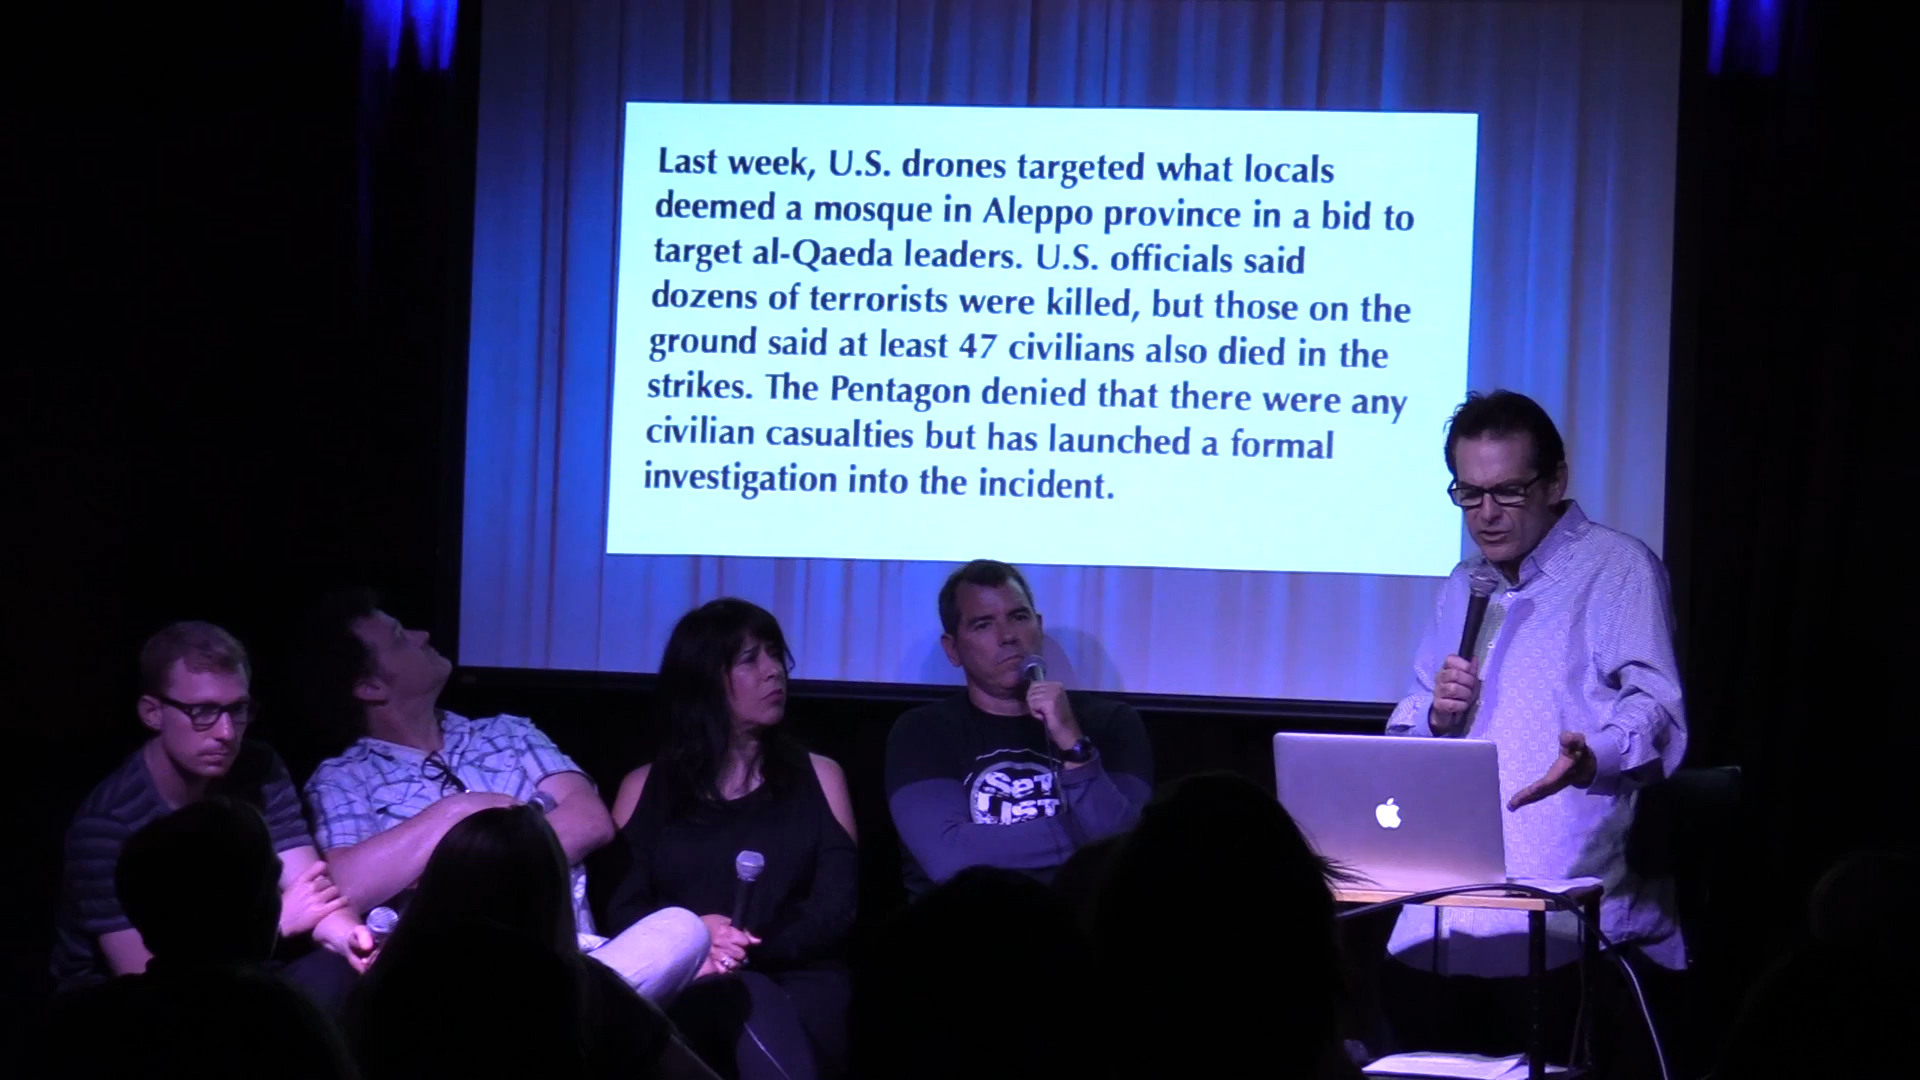 Last week, U.S. drones targeted what locals
deemed a mosque in Aleppo province in a bid to
target al-Qaeda leaders. U.S. officials said
dozens of terrorists were killed, but those on the
ground said at least 47 civilians also died in the
strikes. The Pentagon denied that there were any
civilian casualties but has launched a formal
investigation into the incident.
SeT
LIST